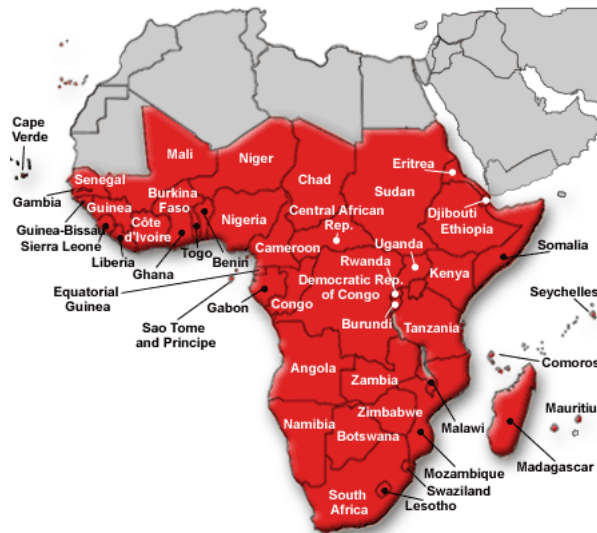 Cape
Verde
Mali
Niger
Chad
Sudan
Eritrea
Senegal
Gambia
Guinea
Burkina
Faso
Nigeria
Djibouti
Ethiopia
Central African
Rep.
Guinea-Bissau
Sierra Leone
Côte
d'Ivoire
Liberia
Ghana
Togo
Benin
Cameroon
Uganda
Rwanda
Kenya
Somalia
Equatorial
Guinea
Gabon
Congo
Democratic Rep
of Congo
Seychelles
Sao Tome
and Principe
Burundi
Tanzania
Comoros
Angola
Zambia
Malawi
Mauritiu
Zimbabwe
Namibia
Botswana
Mozambique
Madagascar
Swaziland
South
Africa
Lesotho